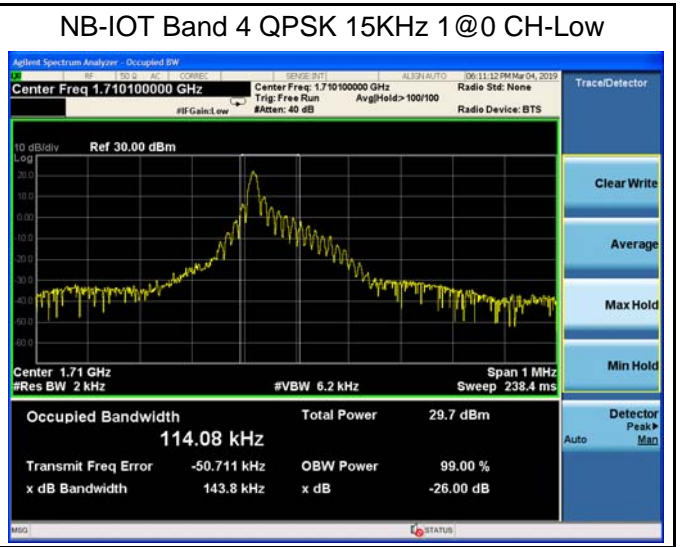 NB-IOT Band 4 QPSK 15KHz 1@0 CH-Low
Agilent Spectrum Analyzer - Occupied BW
RF 50 Ω AC CORREC SENSE:INT ALIGN AUTO 06:11:12 PM Mar 04, 2019
Center Freq 1.710100000 GHz
Center Freq: 1.710100000 GHz
Radio Std: None
Trig: Free Run Avg|Hold:> 100/100
#IFGain:Low #Atten: 40 dB Radio Device: BTS
Trace/Detector
10 dB/div Ref 30.00 dBm
Log
20.0
10.0
0.00
-10.0
-20.0
-30.0
-40.0
-50.0
-60.0
Center 1.71 GHz Span 1 MHz
#Res BW 2 kHz #VBW 6.2 kHz Sweep 238.4 ms
Occupied Bandwidth Total Power 29.7 dBm
114.08 kHz
Transmit Freq Error -50.711 kHz OBW Power 99.00 %
x dB Bandwidth 143.8 kHz x dB -26.00 dB
Clear Write
Average
Max Hold
Min Hold
Detector
Peak▶
Auto Man
MSG STATUS